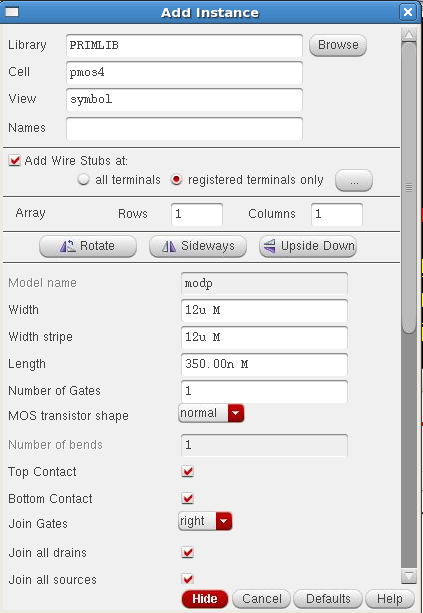 Add Instance
Library PRIMLIB Browse
Cell pmos4
View symbol
Names
Add Wire Stubs at:
all terminals registered terminals only ...
Array Rows 1 Columns 1
Rotate Sideways Upside Down
Model name modp
Width 12u M
Width stripe 12u M
Length 350.00n M
Number of Gates 1
MOS transistor shape normal
Number of bends 1
Top Contact
Bottom Contact
Join Gates right
Join all drains
Join all sources
Hide Cancel Defaults Help